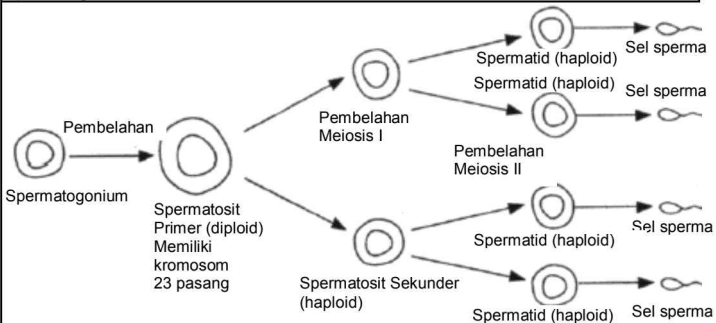 Spermatid (haploid)
Sel sperma
Spermatid (haploid)
Sel sperma
Pembelahan
Meiosis I
Pembelahan
Pembelahan
Meiosis II
Spermatogonium
Spermatosit
Primer (diploid)
Memiliki
kromosom
23 pasang
Spermatid (haploid)
Sel sperma
Spermatosit Sekunder
(haploid)
Spermatid (haploid)
Sel sperma